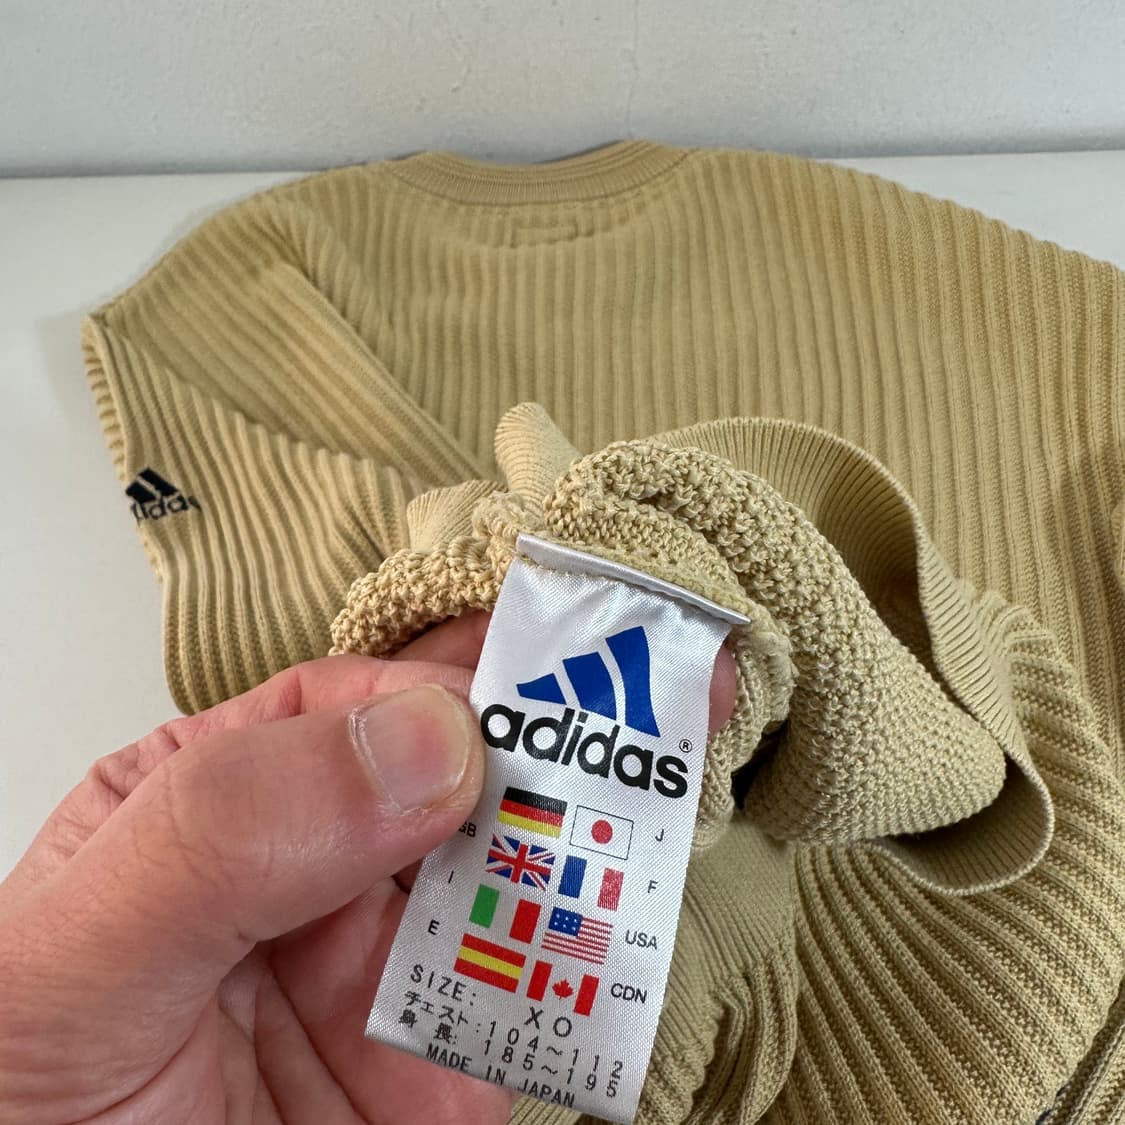 adidas
adidas®
GB
J
I
F
E
USA
CDN
SIZE:
XO
チェスト:104~112
身 長:185~195
MADE IN JAPAN